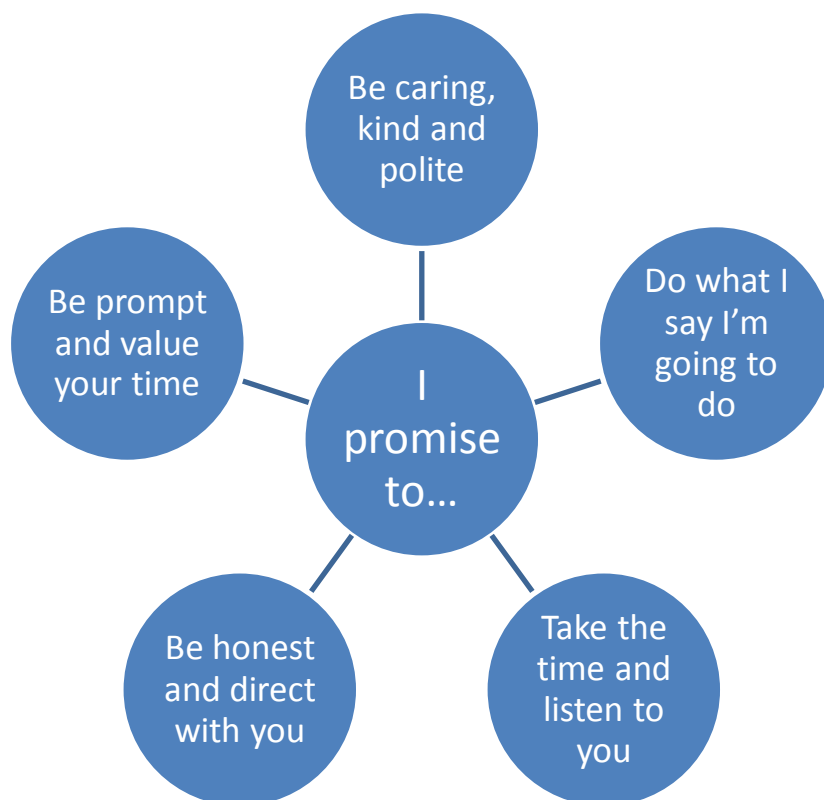 I
promise
to…
Be caring,
kind and
polite
Do what I
say I’m
going to
do
Take the
time and
listen to
you
Be honest
and direct
with you
Be prompt
and value
your time